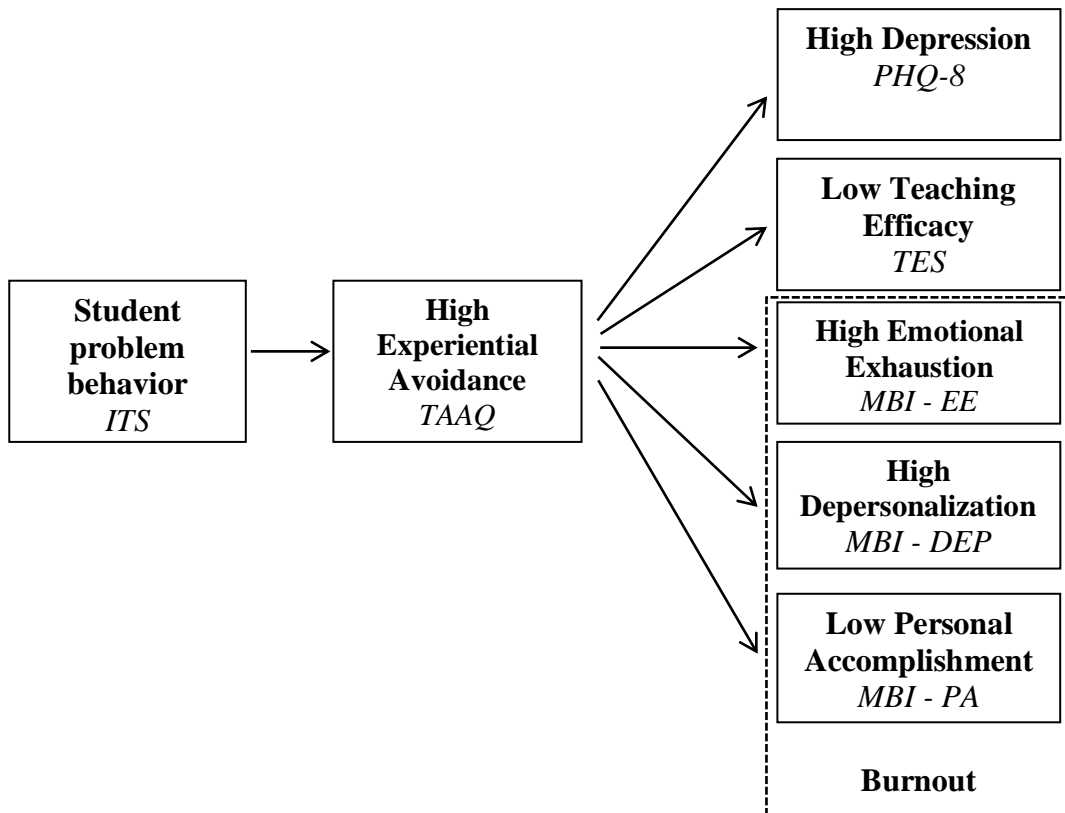 Student
problem
behavior
ITS
High
Experiential
Avoidance
TAAQ
High Depression
PHQ-8
Low Teaching
Efficacy
TES
High Emotional
Exhaustion
MBI - EE
High
Depersonalization
MBI - DEP
Low Personal
Accomplishment
MBI - PA
Burnout